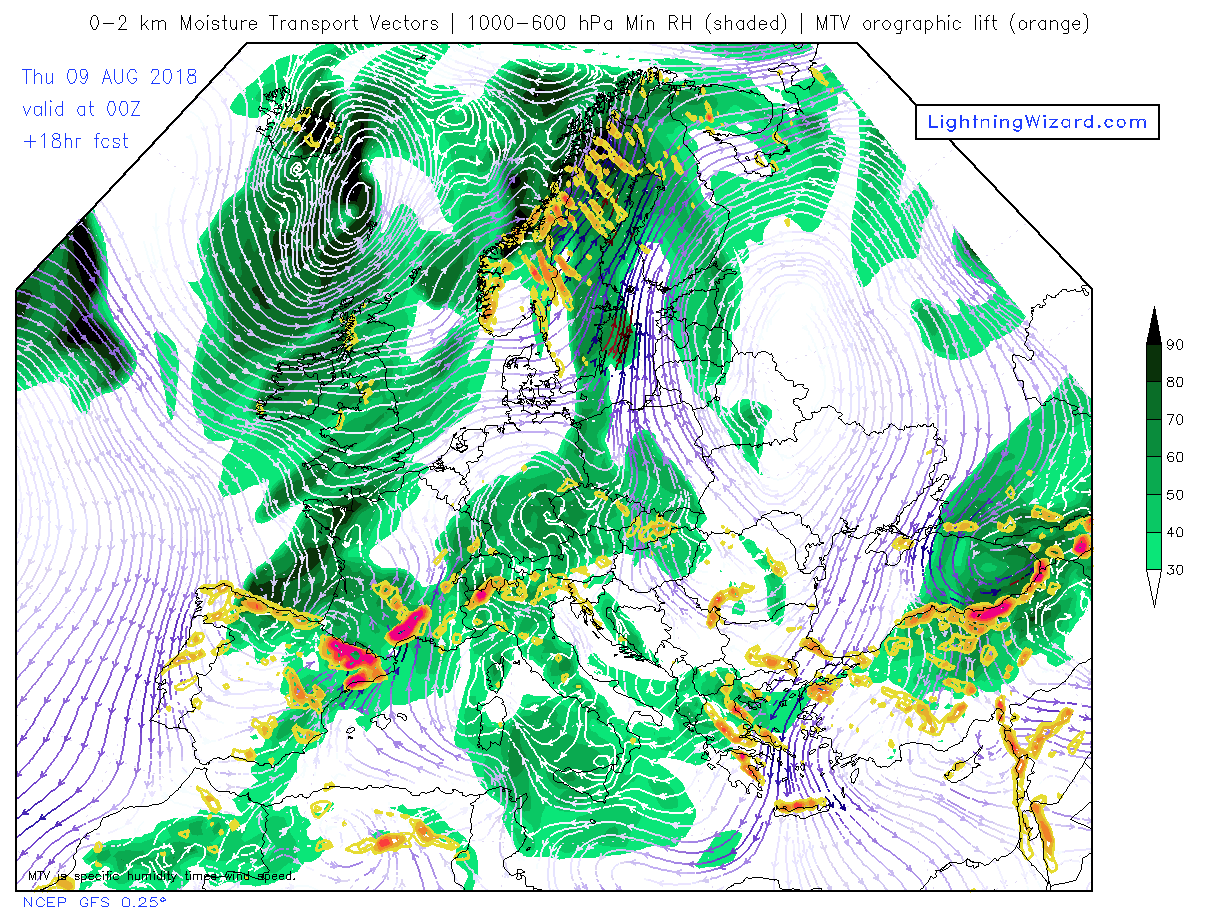 0-2 km Moisture Transport Vectors | 1000-600 hPa Min RH (shaded) | MTV orographic lift (orange)
Thu 09 AUG 2018
valid at 00Z
+18hr fcst
LightningWizard.com
90
80
70
60
50
40
30
MTV is specific humidity times wind speed.
NCEP GFS 0.25°